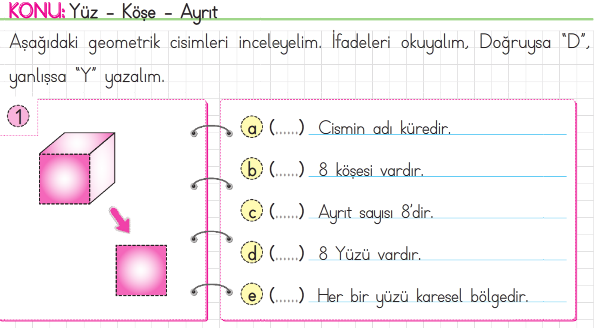 KONU: Yüz - Köşe - Ayrıt
Aşağıdaki geometrik cisimleri inceleyelim. İfadeleri okuyalım, Doğruysa "D",
yanlışsa "Y" yazalım.
1
a (......) Cismin adı küredir.
b (......) 8 köşesi vardır.
c (......) Ayrıt sayısı 8'dir.
d (......) 8 Yüzü vardır.
e (......) Her bir yüzü karesel bölgedir.